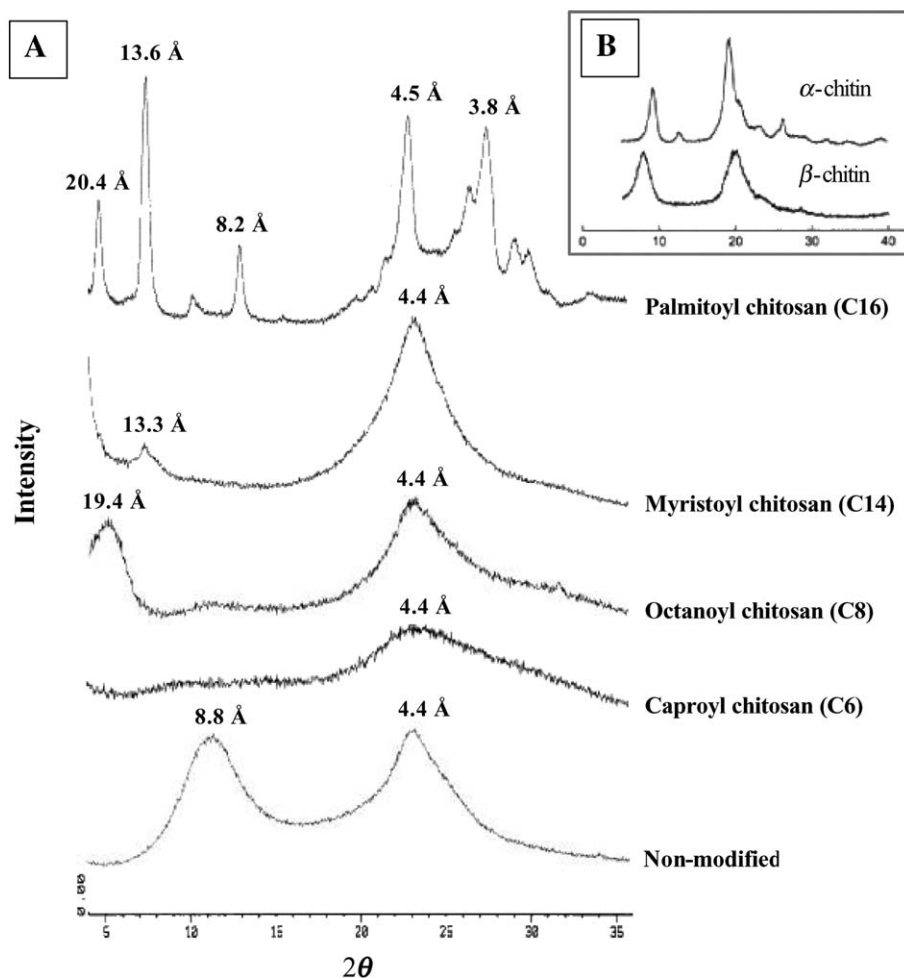 A
B
13.6 Å
4.5 Å
3.8 Å
20.4 Å
8.2 Å
α-chitin
β-chitin
0 10 20 30 40
Palmitoyl chitosan (C16)
4.4 Å
13.3 Å
Myristoyl chitosan (C14)
19.4 Å
4.4 Å
Octanoyl chitosan (C8)
4.4 Å
Caproyl chitosan (C6)
8.8 Å
4.4 Å
Non-modified
Intensity
0.00
5 10 15 20 25 30 35
2θ